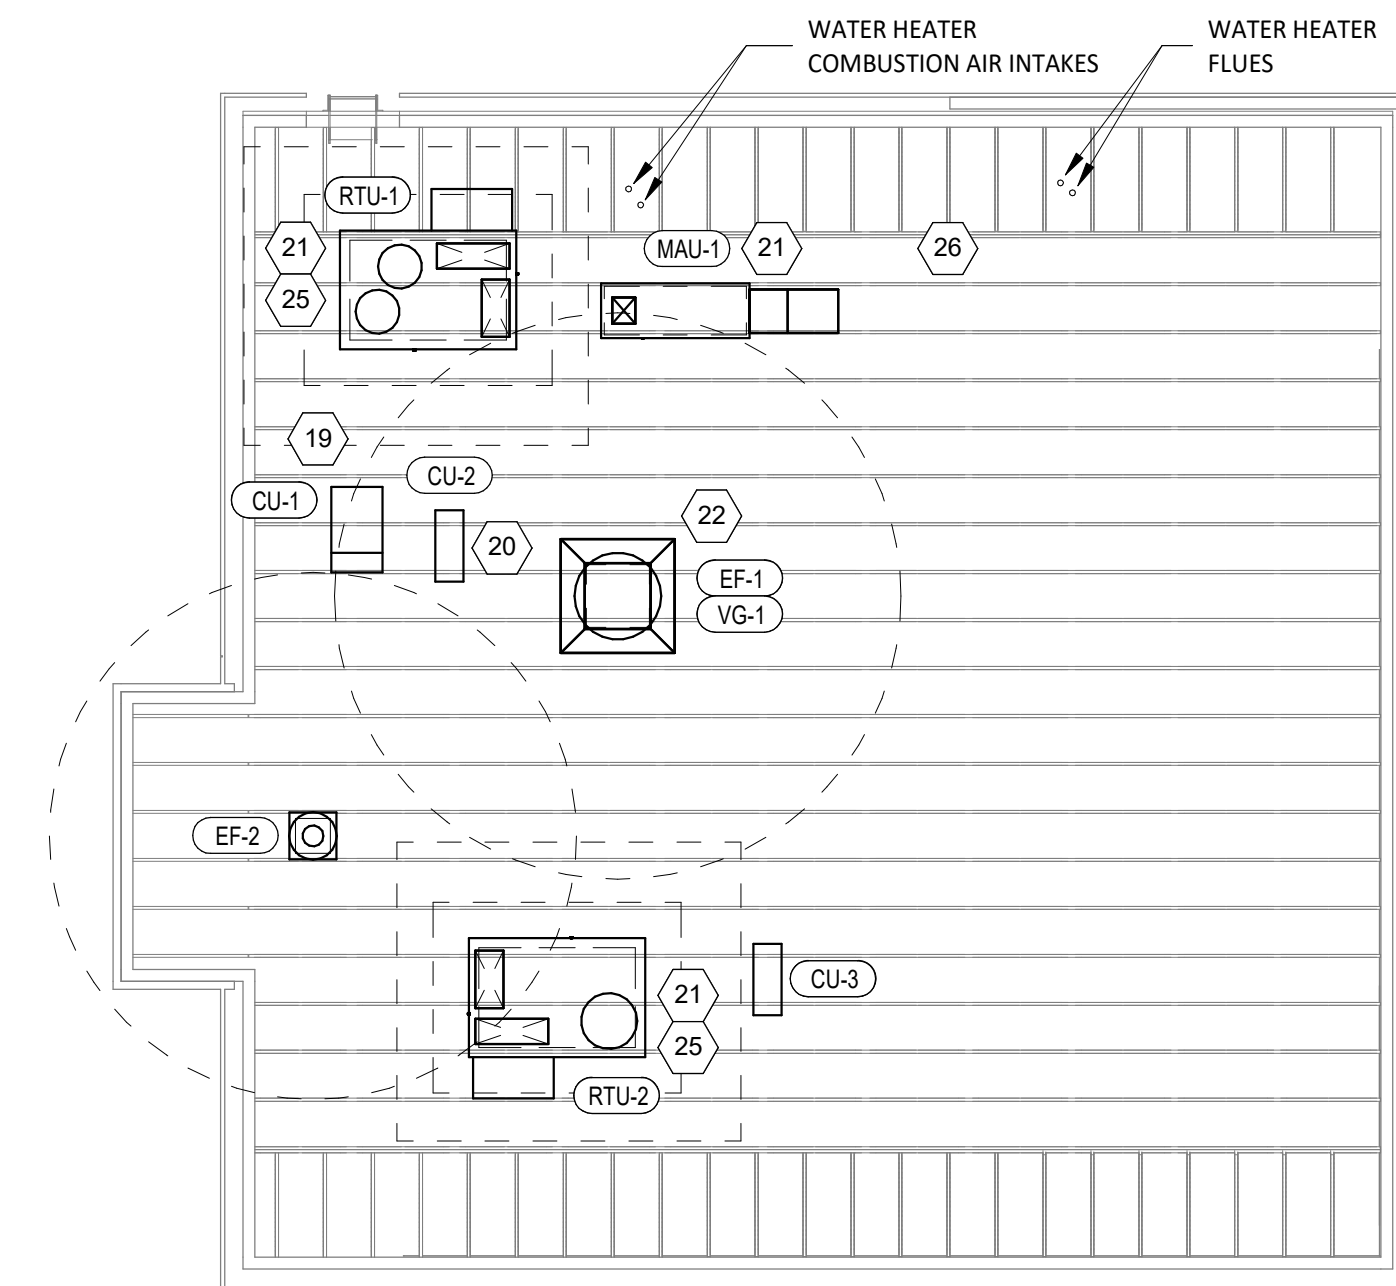 WATER HEATER
COMBUSTION AIR INTAKES
WATER HEATER
FLUES
RTU-1
21
25
MAU-1
21
26
19
CU-2
CU-1
20
22
EF-1
VG-1
EF-2
21
25
CU-3
RTU-2